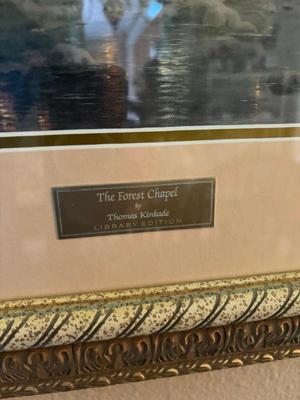 The Forest Chapel
by
Thomas Kinkade
LIBRARY EDITION